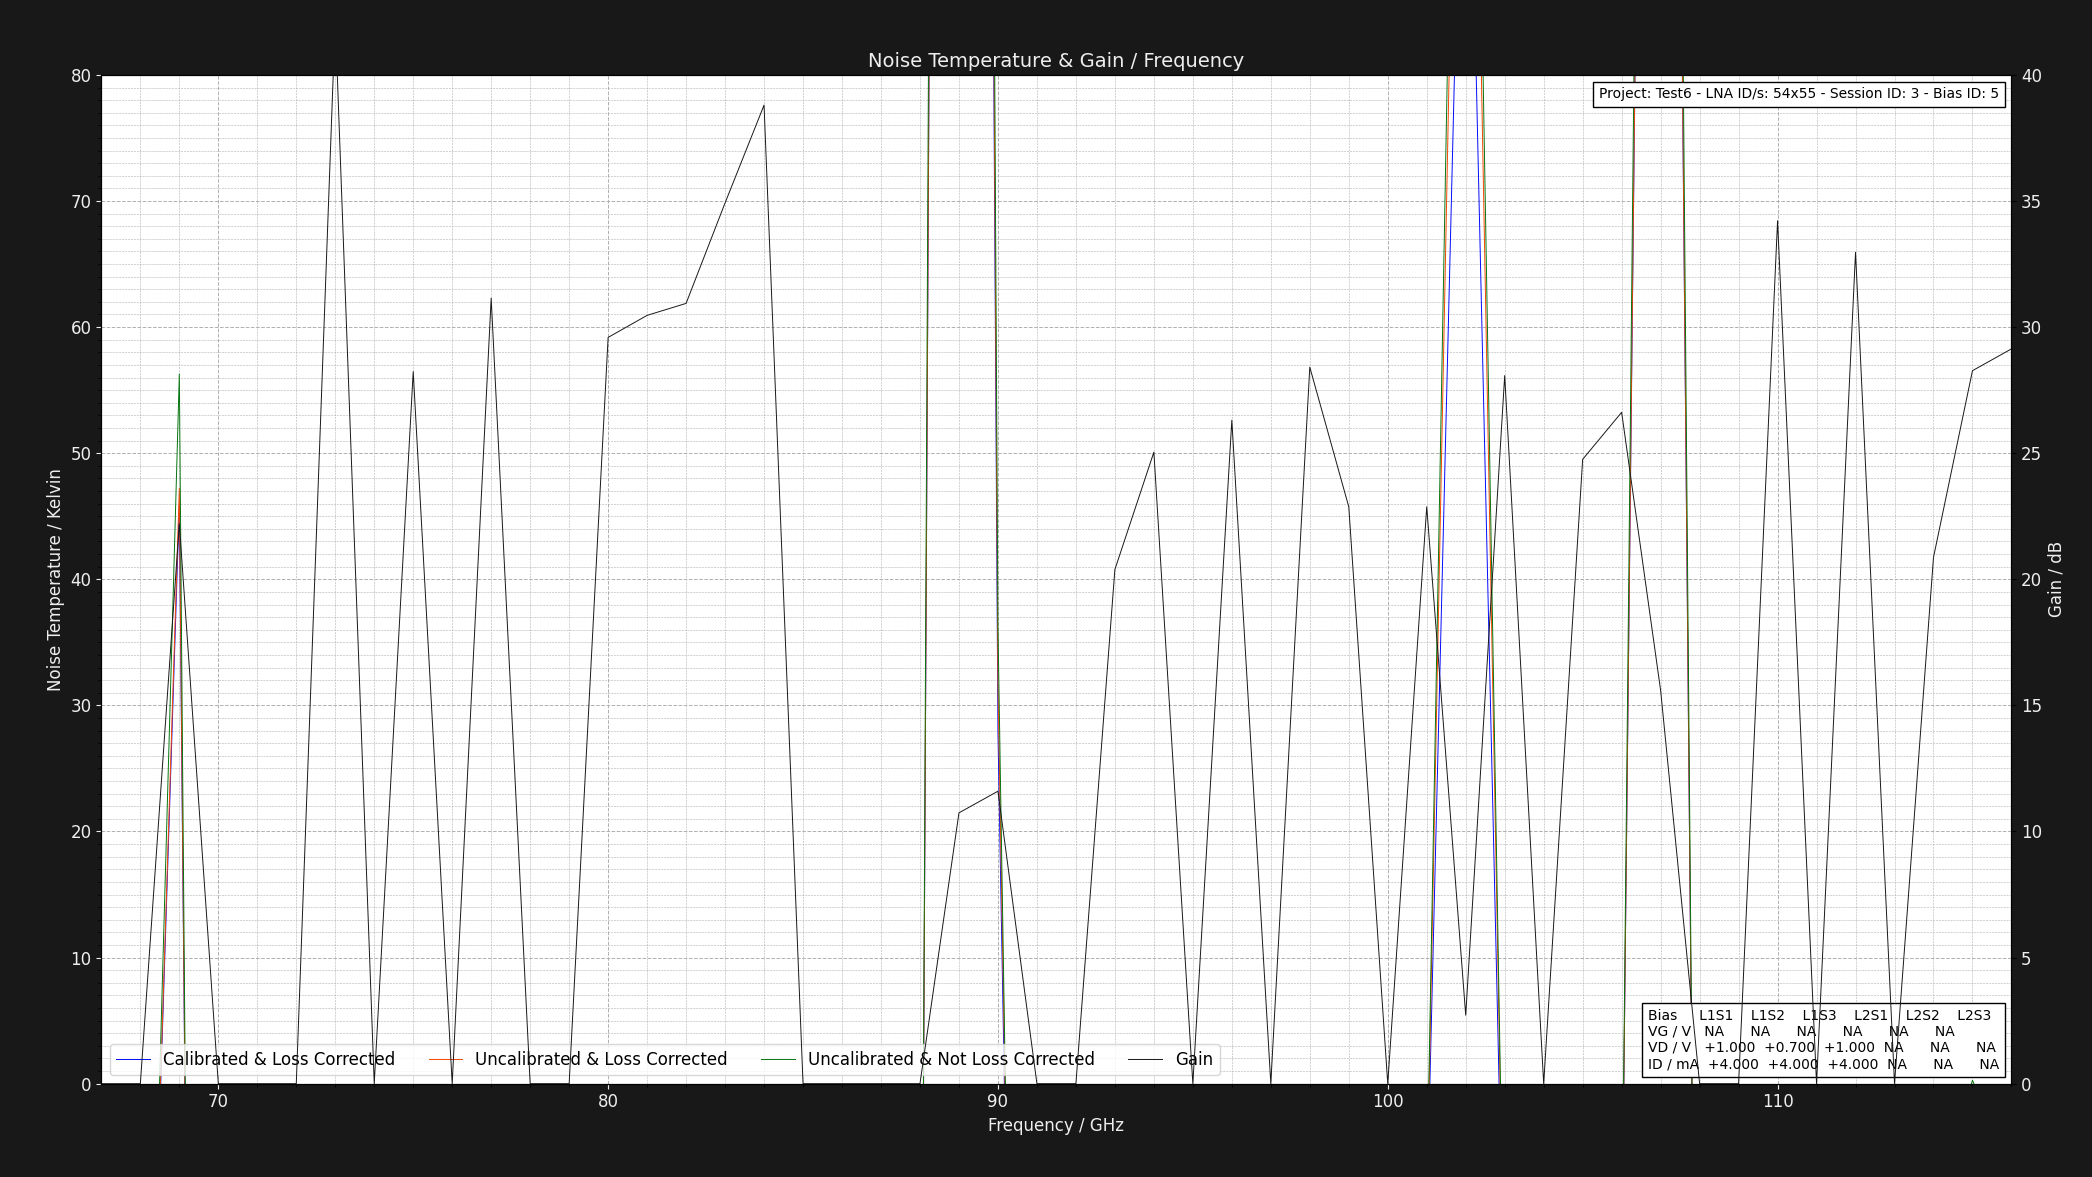 Noise Temperature & Gain / Frequency
Project: Test6 - LNA ID/s: 54x55 - Session ID: 3 - Bias ID: 5
Noise Temperature / Kelvin
80
70
60
50
40
30
20
10
0
40
35
30
25
20
15
10
5
0
Gain / dB
Bias L1S1 L1S2 L1S3 L2S1 L2S2 L2S3
VG / V NA NA NA NA NA NA
VD / V +1.000 +0.700 +1.000 NA NA NA
ID / mA +4.000 +4.000 +4.000 NA NA NA
Calibrated & Loss Corrected Uncalibrated & Loss Corrected Uncalibrated & Not Loss Corrected Gain
70 80 90 100 110
Frequency / GHz